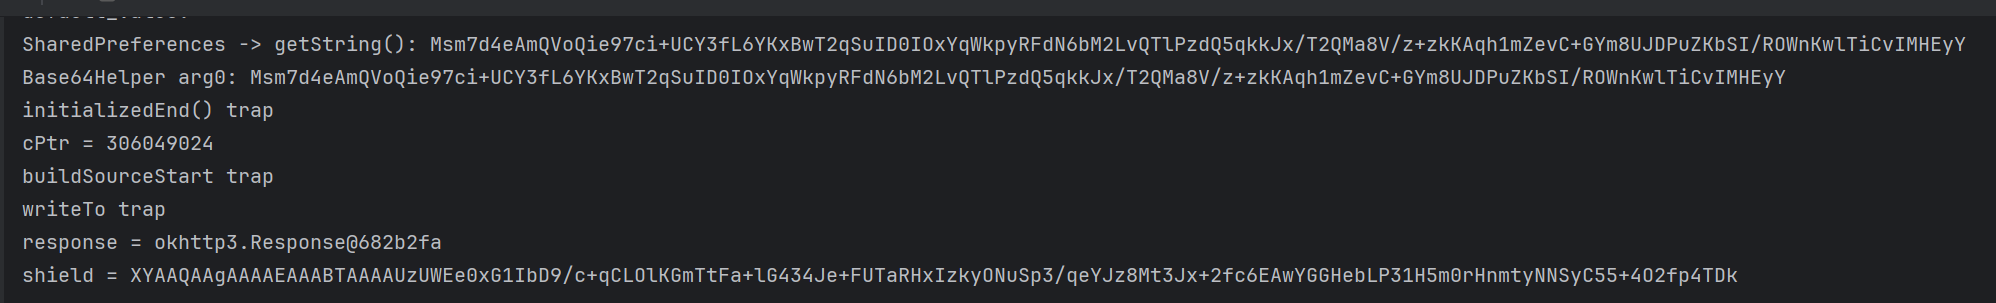 SharedPreferences -> getString(): Msm7d4eAmQVoQie97ci+UCY3fL6YKxBwT2qSuID0IOxYqWkpyRFdN6bM2LvQTlPzdQ5qkkJx/T2QMa8V/z+zkKAqh1mZevC+GYm8UJDPuZKbSI/ROWnKwlTiCvIMHEyY
Base64Helper arg0: Msm7d4eAmQVoQie97ci+UCY3fL6YKxBwT2qSuID0IOxYqWkpyRFdN6bM2LvQTlPzdQ5qkkJx/T2QMa8V/z+zkKAqh1mZevC+GYm8UJDPuZKbSI/ROWnKwlTiCvIMHEyY
initializedEnd() trap
cPtr = 306049024
buildSourceStart trap
writeTo trap
response = okhttp3.Response@682b2fa
shield = XYAAQAAgAAAAEAAABTAAAAUzUWEe0xG1IbD9/c+qCLOlKGmTtFa+lG434Je+FUTaRHxIzkyONuSp3/qeYJz8Mt3Jx+2fc6EAwYGGHebLP31H5m0rHnmtyNNSyC55+4O2fp4TDk